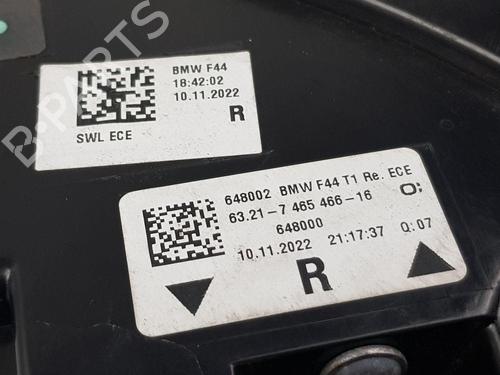 B-PARTS
BMW F44
18:42:02
10.11.2022
SWL ECE
R
648002 BMW F44 T1 Re. ECE
63.21-7 465 466-16 O:
648000
10.11.2022 21:17:37 Q:07
R